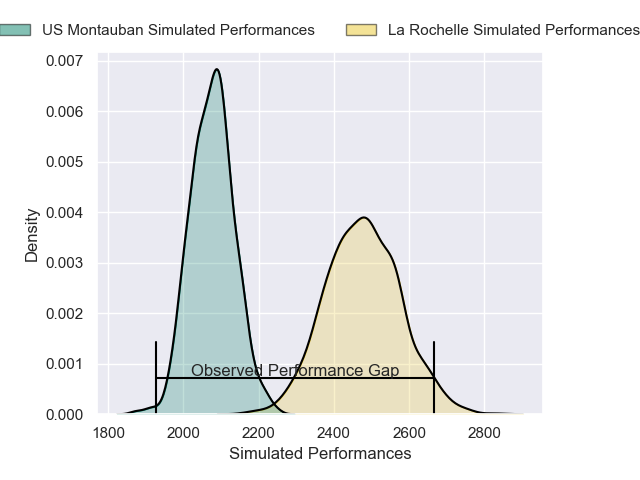 US Montauban Simulated Performances
La Rochelle Simulated Performances
0.007
0.006
0.005
0.004
0.003
0.002
0.001
0.000
Density
Observed Performance Gap
1800 2000 2200 2400 2600 2800
Simulated Performances